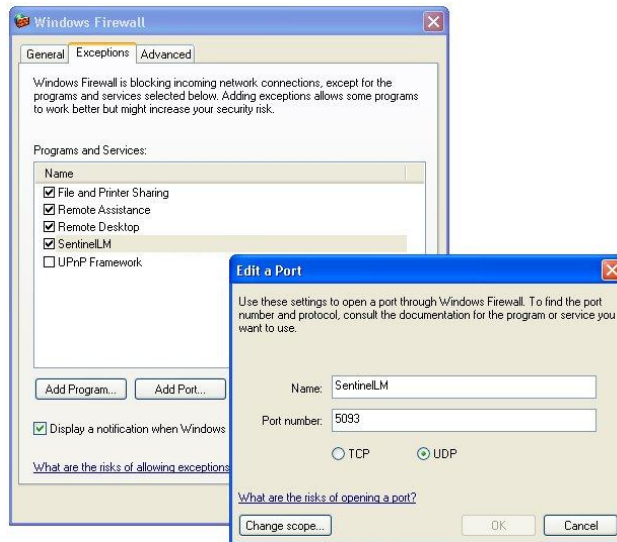 Windows Firewall
General Exceptions Advanced
Windows Firewall is blocking incoming network connections, except for the
programs and services selected below. Adding exceptions allows some programs
to work better but might increase your security risk.
Programs and Services:
Name
File and Printer Sharing
Remote Assistance
Remote Desktop
SentinelLM
UPnP Framework
Add Program... Add Port...
Display a notification when Windows
What are the risks of allowing exceptions
Edit a Port
Use these settings to open a port through Windows Firewall. To find the port
number and protocol, consult the documentation for the program or service you
want to use.
Name: SentinelLM
Port number: 5093
TCP UDP
What are the risks of opening a port?
Change scope... OK Cancel